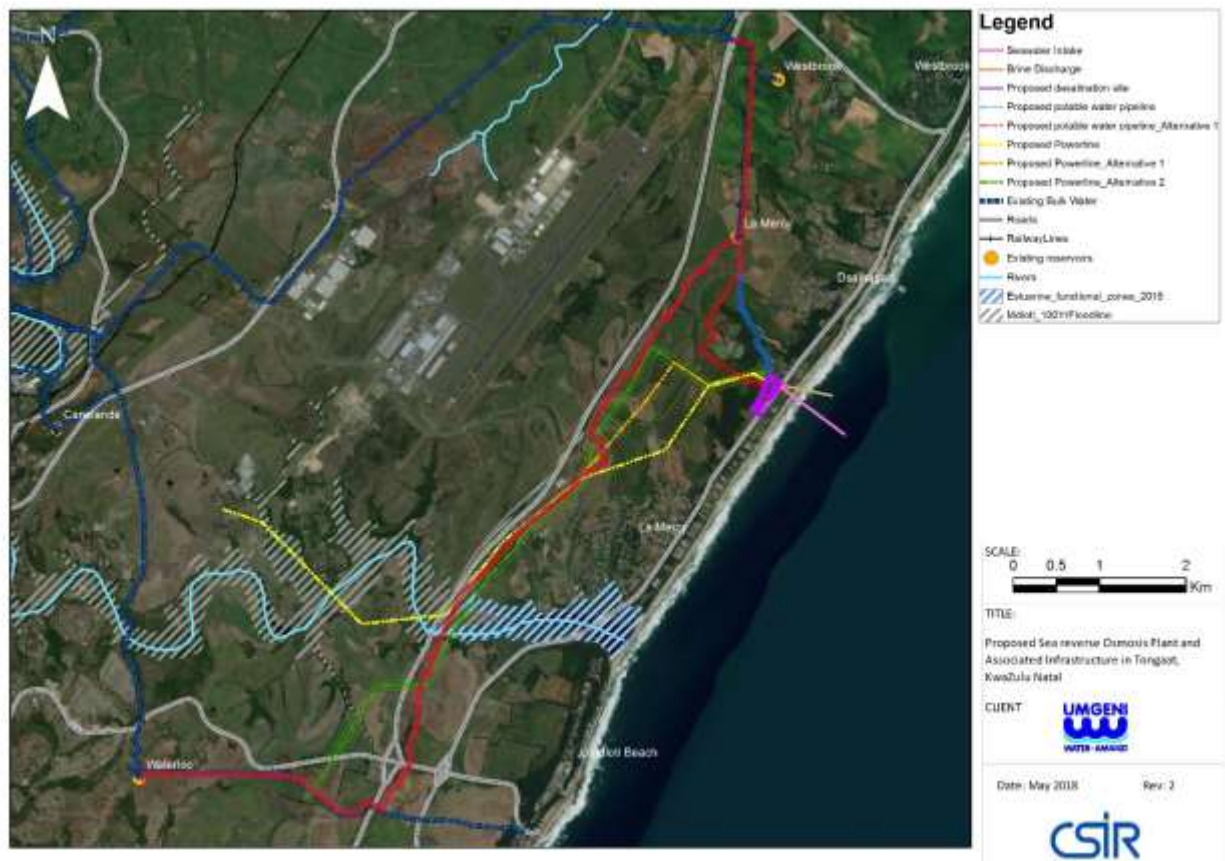 N
Westbrook
Westbrook
La Mercy
Canelands
La Mercy
Waterloo
Legend
Seawater Intake
Brine Discharge
Proposed desalination site
Proposed potable water pipeline
Proposed potable water pipeline_Alternative 1
Proposed Powerline
Proposed Powerline_Alternative 1
Proposed Powerline_Alternative 2
Existing Bulk Water
Roads
RailwayLines
Existing reservoirs
Rivers
Estuarine_functional_zones_2018
SCALE:
0 0.5 1 2
Km
TITLE:
Proposed Sea reverse Osmosis Plant and
Associated Infrastructure in Tongaat,
KwaZulu Natal
CLIENT
UMGENI
WATER · AMANZI
Date: May 2018 Rev: 2
CSIR